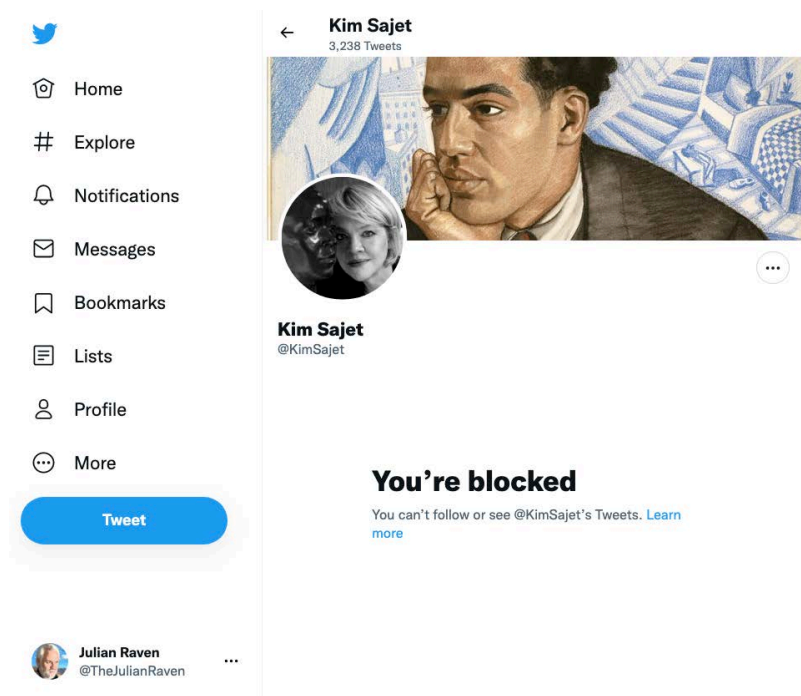 Kim Sajet
3,238 Tweets
Home
Explore
Notifications
Messages
Bookmarks
Lists
Profile
More
Tweet
Kim Sajet
@KimSajet
You’re blocked
You can’t follow or see @KimSajet’s Tweets. Learn
more
Julian Raven
@TheJulianRaven